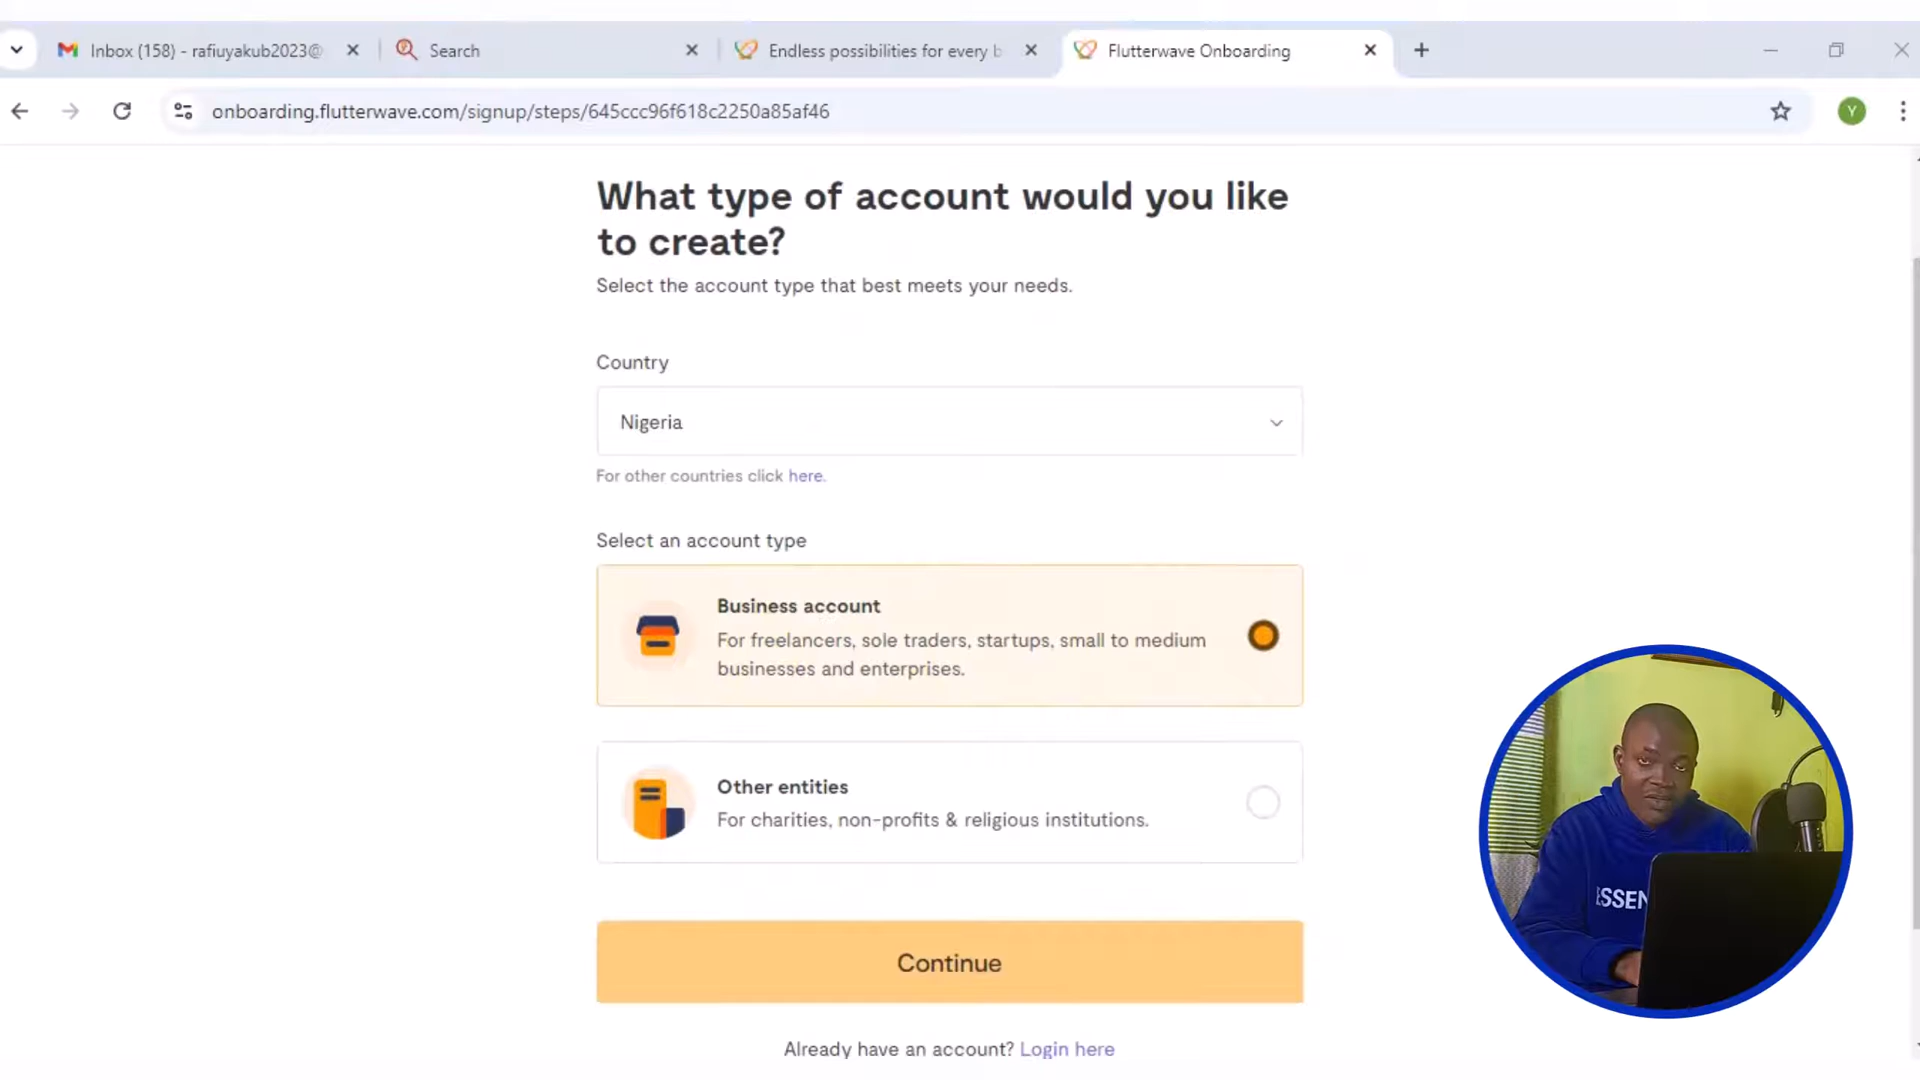 Inbox (158) - rafiuyakub2023@
Search
Endless possibilities for every b
Flutterwave Onboarding
onboarding.flutterwave.com/signup/steps/645ccc96f618c2250a85af46
Y
What type of account would you like
to create?
Select the account type that best meets your needs.
Country
Nigeria
For other countries click here.
Select an account type
Business account
For freelancers, sole traders, startups, small to medium
businesses and enterprises.
Other entities
For charities, non-profits & religious institutions.
ESSEN
Continue
Already have an account? Login here